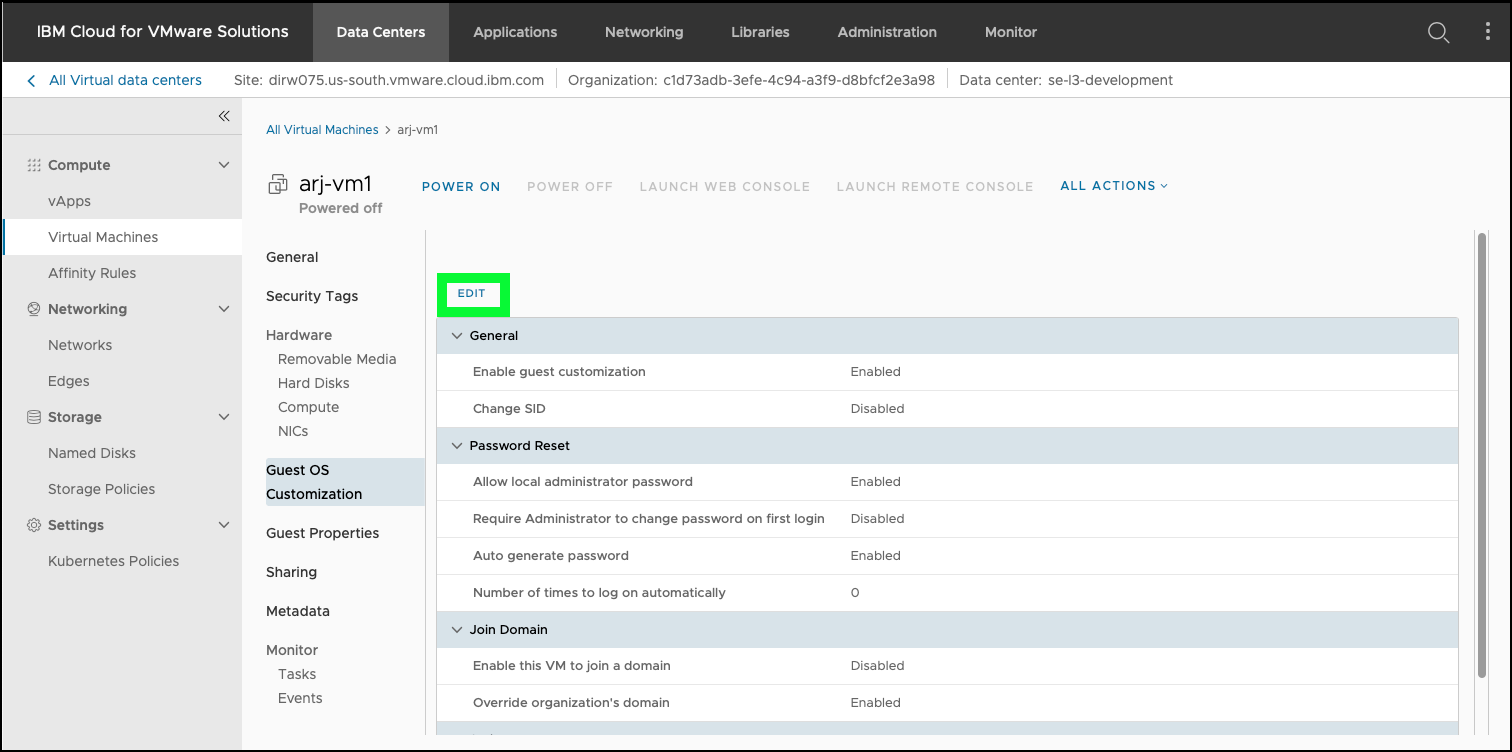 IBM Cloud for VMware Solutions Data Centers Applications Networking Libraries Administration Monitor
All Virtual data centers Site: dirw075.us-south.vmware.cloud.ibm.com Organization: c1d73adb-3efe-4c94-a3f9-d8bfcf2e3a98 Data center: se-l3-development
Compute
vApps
Virtual Machines
Affinity Rules
Networking
Networks
Edges
Storage
Named Disks
Storage Policies
Settings
Kubernetes Policies
All Virtual Machines > arj-vm1
arj-vm1 POWER ON POWER OFF LAUNCH WEB CONSOLE LAUNCH REMOTE CONSOLE ALL ACTIONS
Powered off
General
Security Tags
Hardware
Removable Media
Hard Disks
Compute
NICs
Guest OS
Customization
Guest Properties
Sharing
Metadata
Monitor
Tasks
Events
EDIT
General
Enable guest customization Enabled
Change SID Disabled
Password Reset
Allow local administrator password Enabled
Require Administrator to change password on first login Disabled
Auto generate password Enabled
Number of times to log on automatically 0
Join Domain
Enable this VM to join a domain Disabled
Override organization's domain Enabled